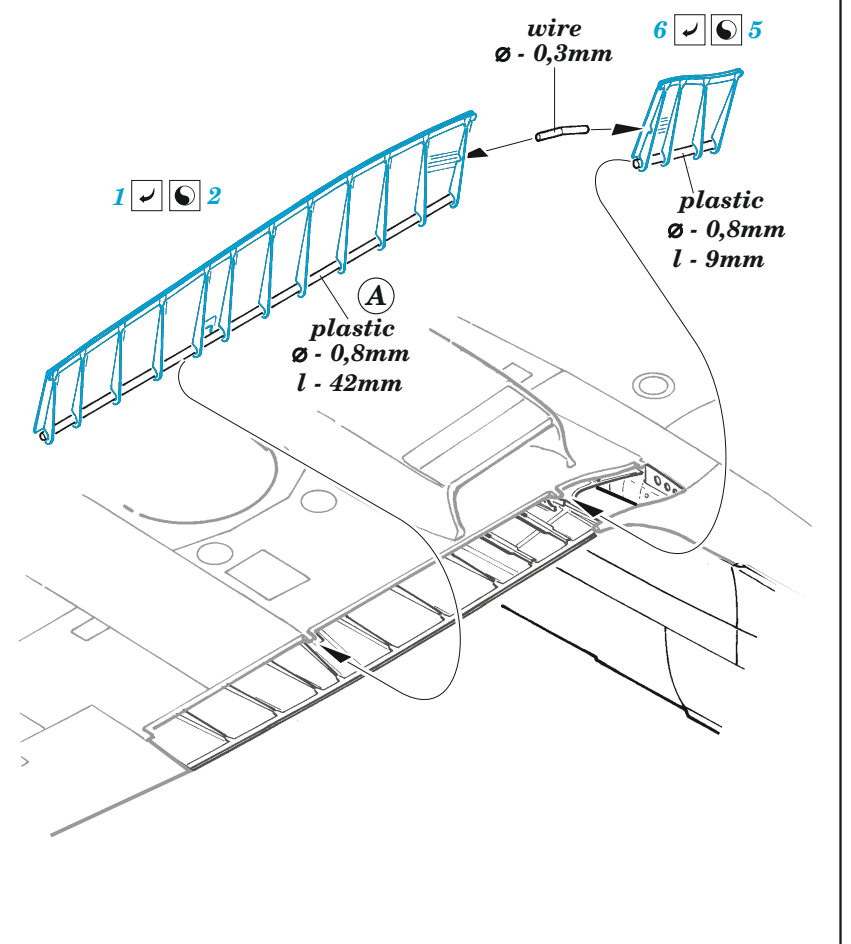 wire
ø - 0,3mm
6 5
1 2
plastic
ø - 0,8mm
l - 9mm
A
plastic
ø - 0,8mm
l - 42mm